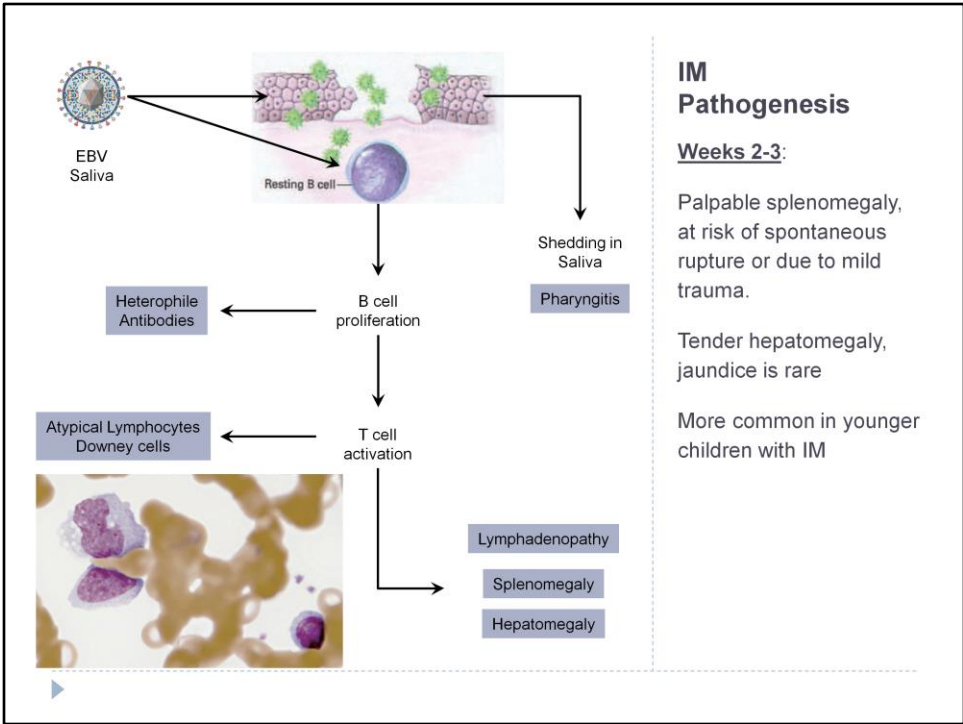 EBV
Saliva
Resting B cell
Shedding in
Saliva
Pharyngitis
B cell
proliferation
Heterophile
Antibodies
T cell
activation
Atypical Lymphocytes
Downey cells
Lymphadenopathy
Splenomegaly
Hepatomegaly
IM
Pathogenesis
Weeks 2-3:
Palpable splenomegaly,
at risk of spontaneous
rupture or due to mild
trauma.
Tender hepatomegaly,
jaundice is rare
More common in younger
children with IM